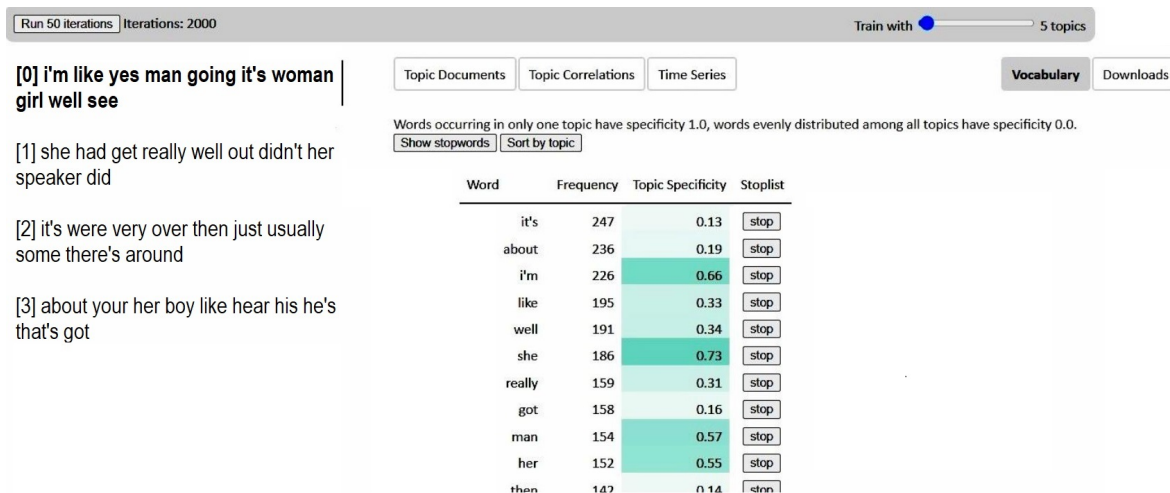 Run 50 iterations Iterations: 2000
Train with 5 topics
[0] i'm like yes man going it's woman
girl well see
[1] she had get really well out didn't her
speaker did
[2] it's were very over then just usually
some there's around
[3] about your her boy like hear his he's
that's got
Topic Documents Topic Correlations Time Series Vocabulary Downloads
Words occurring in only one topic have specificity 1.0, words evenly distributed among all topics have specificity 0.0.
Show stopwords Sort by topic
Word Frequency Topic Specificity Stoplist
it's 247 0.13 stop
about 236 0.19 stop
i'm 226 0.66 stop
like 195 0.33 stop
well 191 0.34 stop
she 186 0.73 stop
really 159 0.31 stop
got 158 0.16 stop
man 154 0.57 stop
her 152 0.55 stop
then 142 0.14 stop